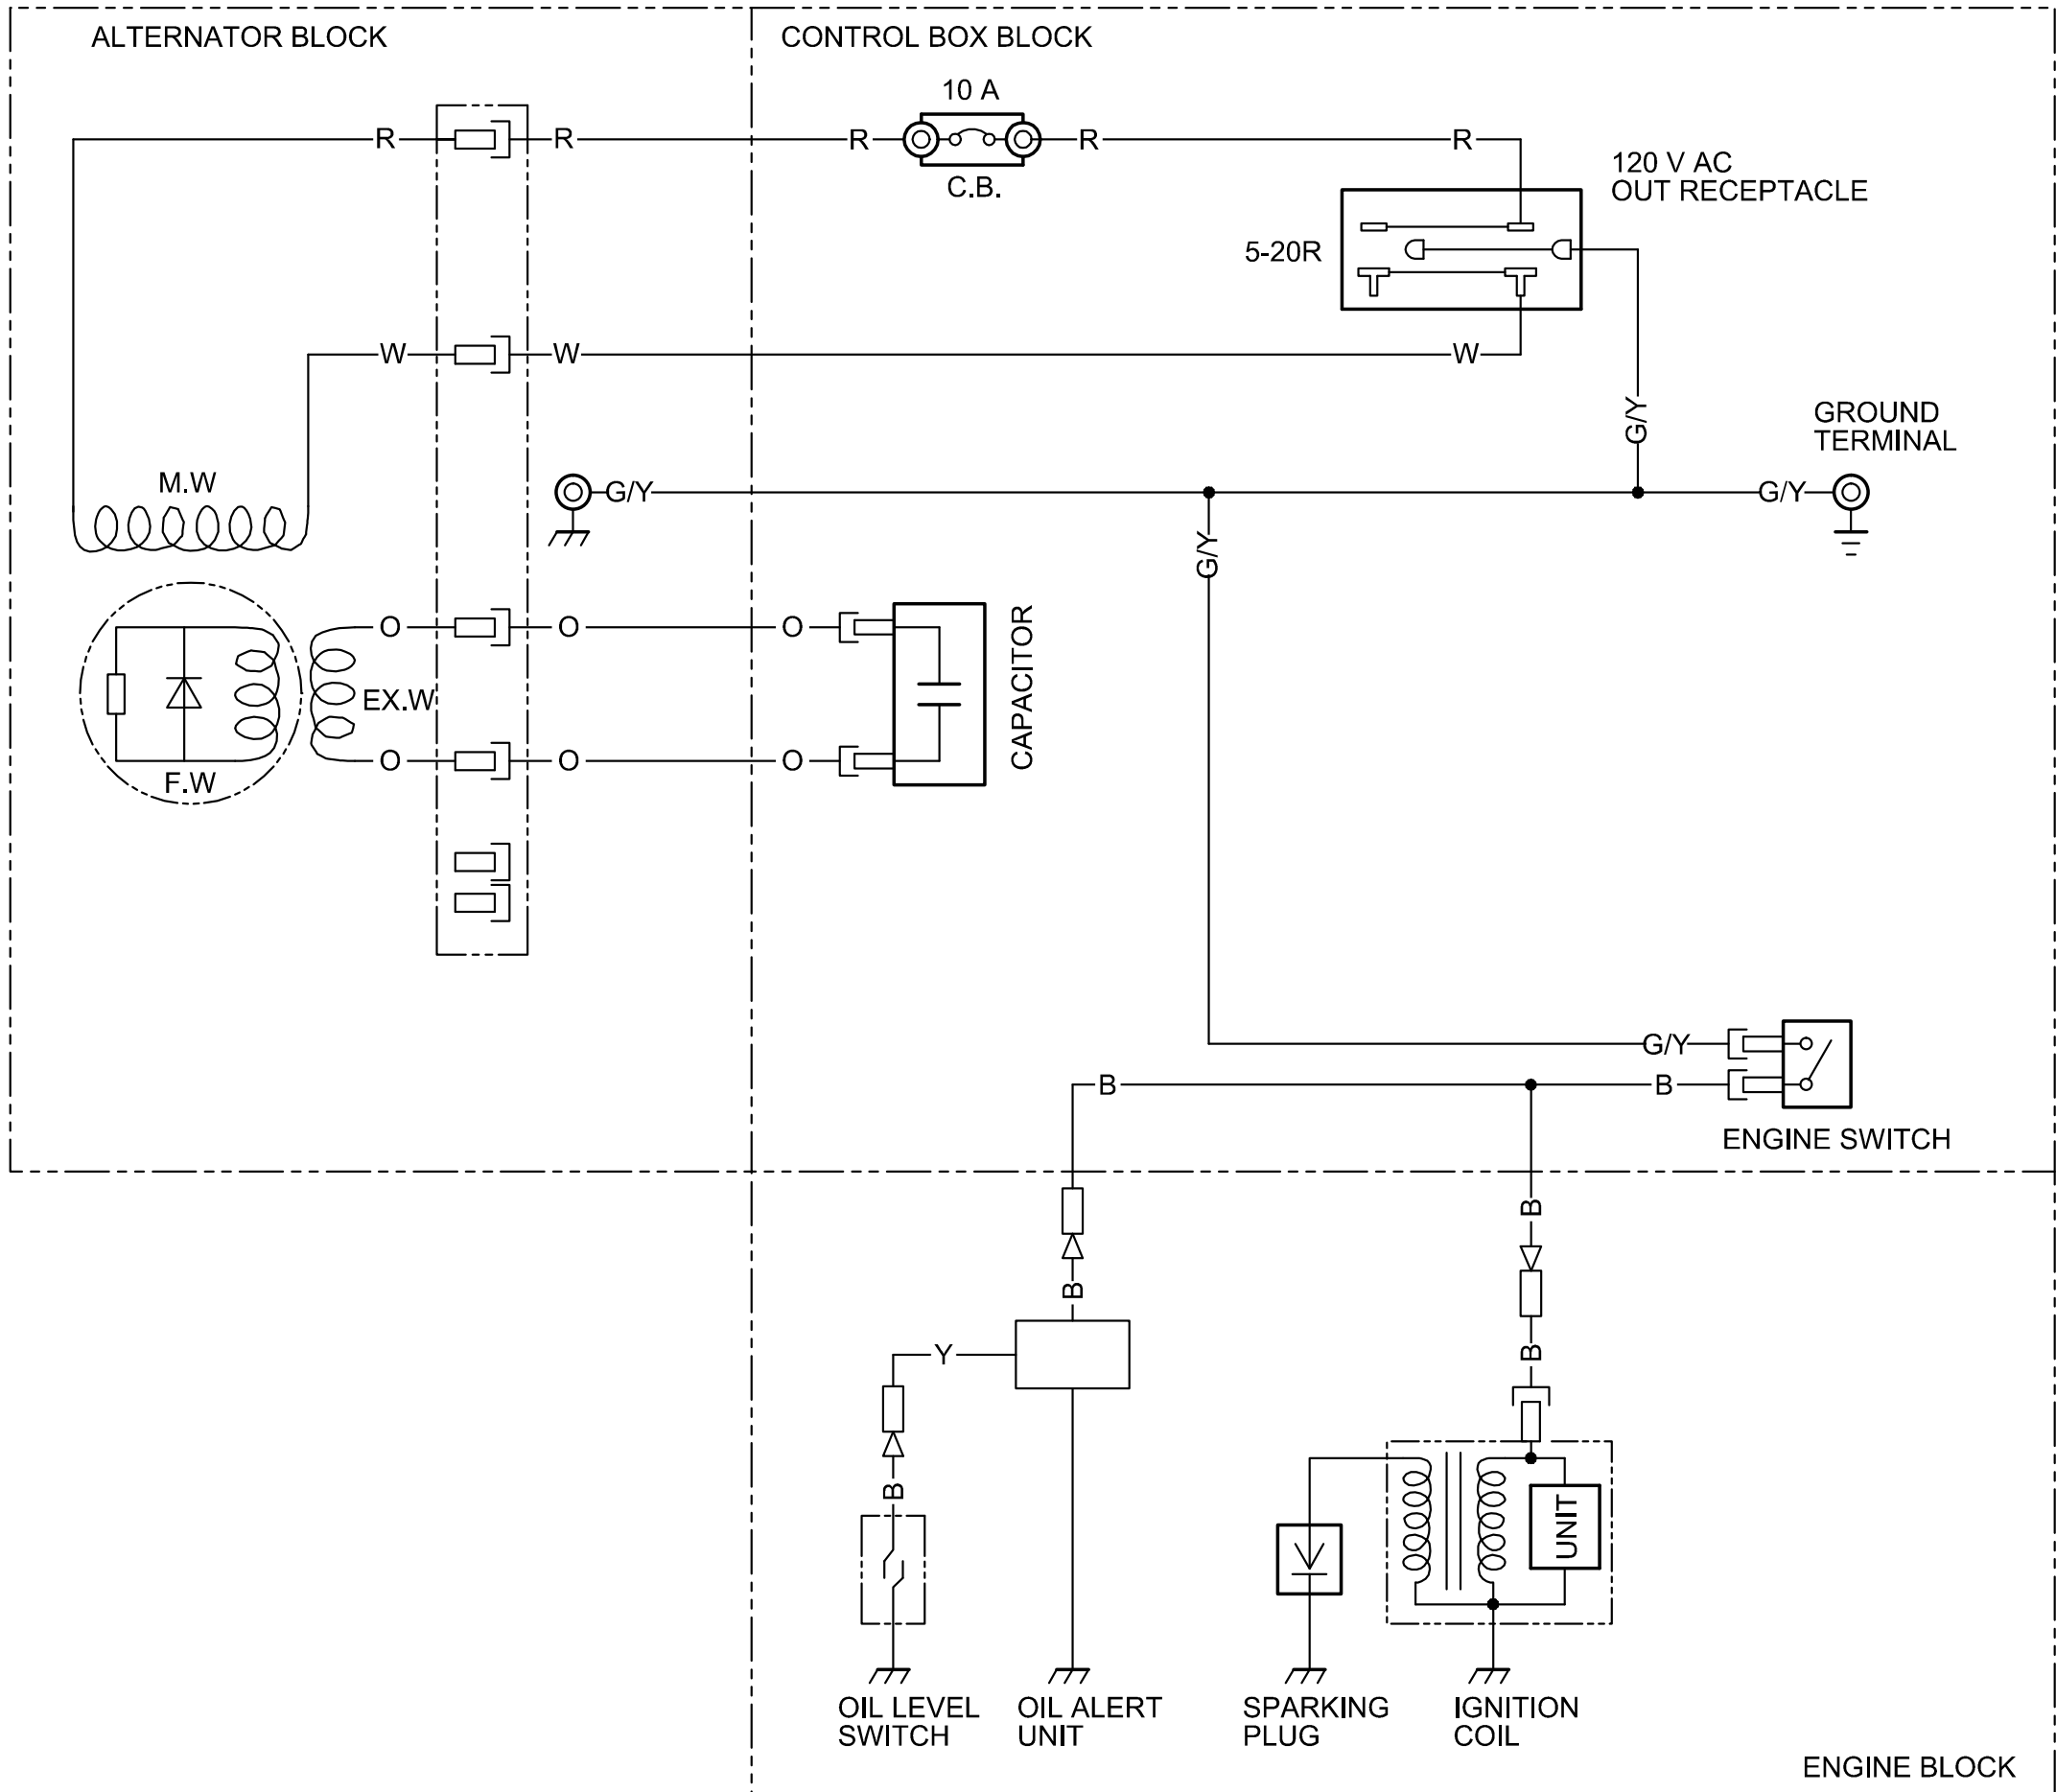 ALTERNATOR BLOCK
CONTROL BOX BLOCK
10 A
R
R
R
R
R
C.B.
120 V AC
OUT RECEPTACLE
5-20R
W
W
W
G/Y
GROUND
TERMINAL
M.W
G/Y
G/Y
G/Y
O
O
O
CAPACITOR
EX.W
O
O
O
F.W
G/Y
B
B
ENGINE SWITCH
B
B
B
Y
B
UNIT
OIL LEVEL
SWITCH
OIL ALERT
UNIT
SPARKING
PLUG
IGNITION
COIL
ENGINE BLOCK